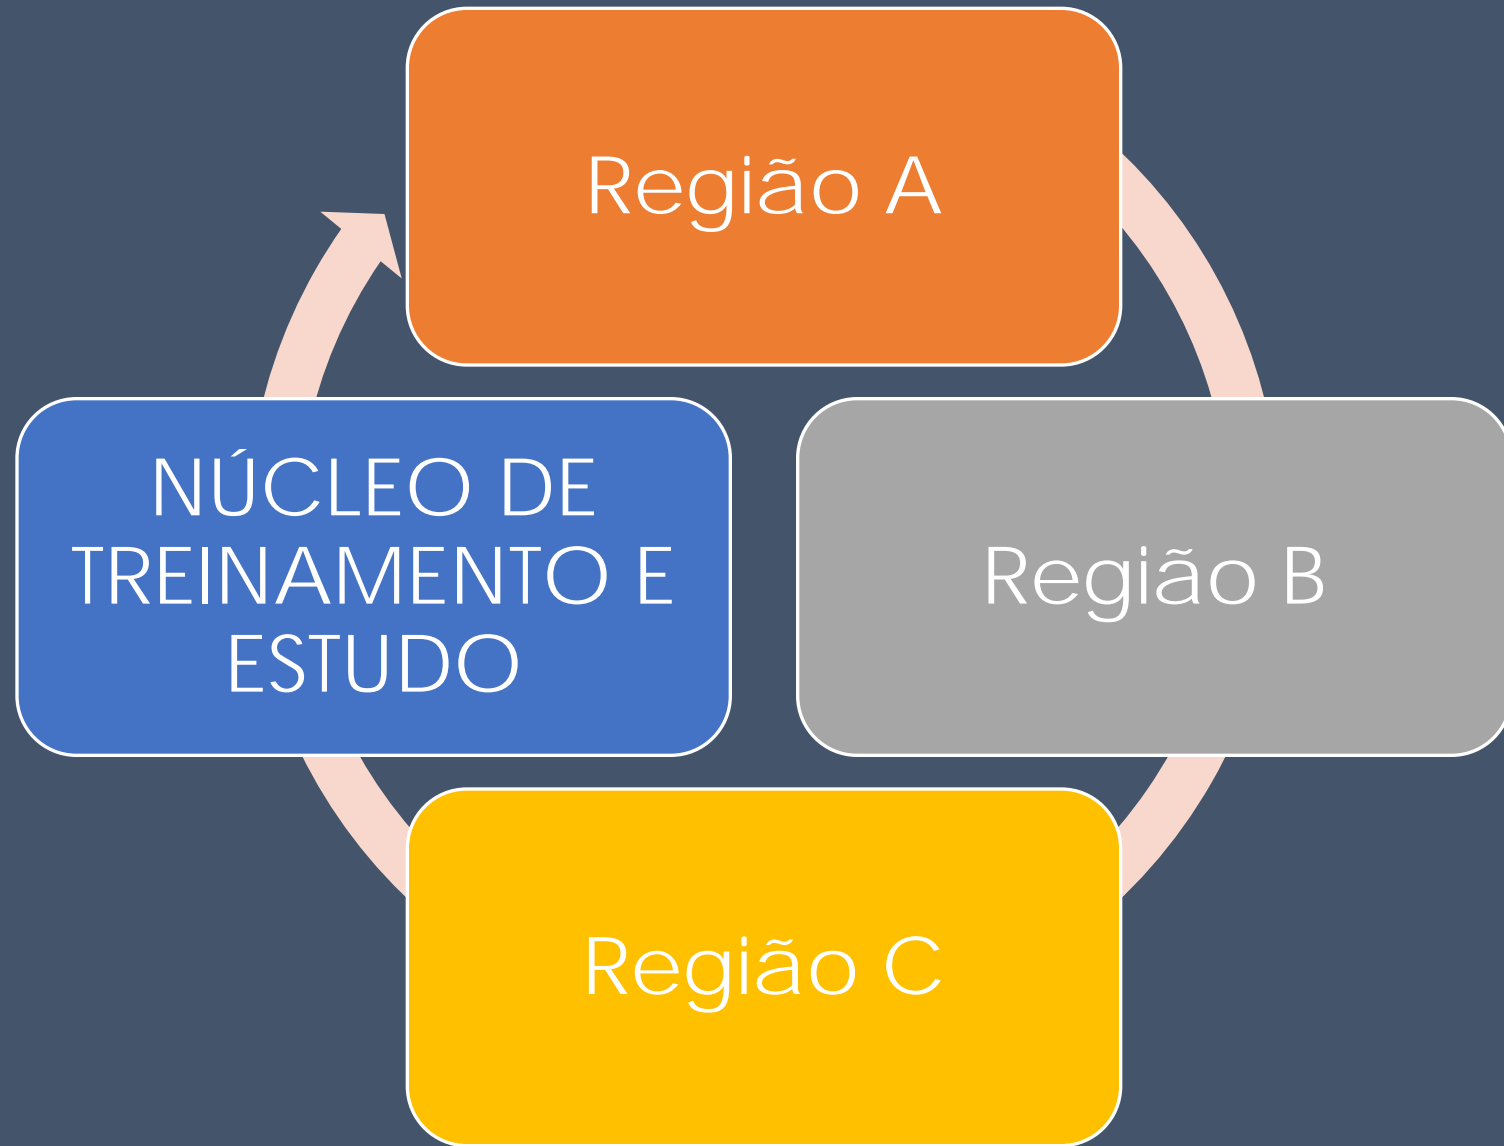 Região A
NÚCLEO DE
TREINAMENTO E
ESTUDO
Região B
Região C